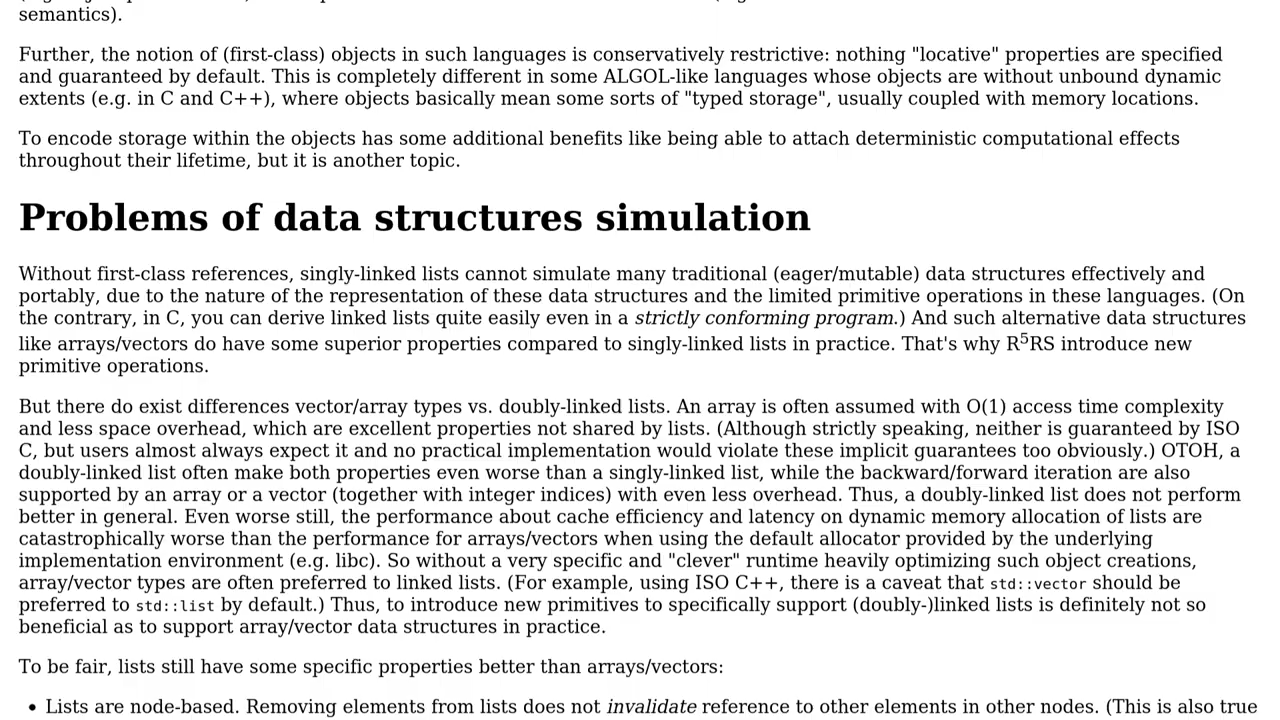 semantics).
Further, the notion of (first-class) objects in such languages is conservatively restrictive: nothing "locative" properties are specified
and guaranteed by default. This is completely different in some ALGOL-like languages whose objects are without unbound dynamic
extents (e.g. in C and C++), where objects basically mean some sorts of "typed storage", usually coupled with memory locations.
To encode storage within the objects has some additional benefits like being able to attach deterministic computational effects
throughout their lifetime, but it is another topic.
Problems of data structures simulation
Without first-class references, singly-linked lists cannot simulate many traditional (eager/mutable) data structures effectively and
portably, due to the nature of the representation of these data structures and the limited primitive operations in these languages. (On
the contrary, in C, you can derive linked lists quite easily even in a strictly conforming program.) And such alternative data structures
like arrays/vectors do have some superior properties compared to singly-linked lists in practice. That's why R⁵RS introduce new
primitive operations.
But there do exist differences vector/array types vs. doubly-linked lists. An array is often assumed with O(1) access time complexity
and less space overhead, which are excellent properties not shared by lists. (Although strictly speaking, neither is guaranteed by ISO
C, but users almost always expect it and no practical implementation would violate these implicit guarantees too obviously.) OTOH, a
doubly-linked list often make both properties even worse than a singly-linked list, while the backward/forward iteration are also
supported by an array or a vector (together with integer indices) with even less overhead. Thus, a doubly-linked list does not perform
better in general. Even worse still, the performance about cache efficiency and latency on dynamic memory allocation of lists are
catastrophically worse than the performance for arrays/vectors when using the default allocator provided by the underlying
implementation environment (e.g. libc). So without a very specific and "clever" runtime heavily optimizing such object creations,
array/vector types are often preferred to linked lists. (For example, using ISO C++, there is a caveat that std::vector should be
preferred to std::list by default.) Thus, to introduce new primitives to specifically support (doubly-)linked lists is definitely not so
beneficial as to support array/vector data structures in practice.
To be fair, lists still have some specific properties better than arrays/vectors:
• Lists are node-based. Removing elements from lists does not invalidate reference to other elements in other nodes. (This is also true